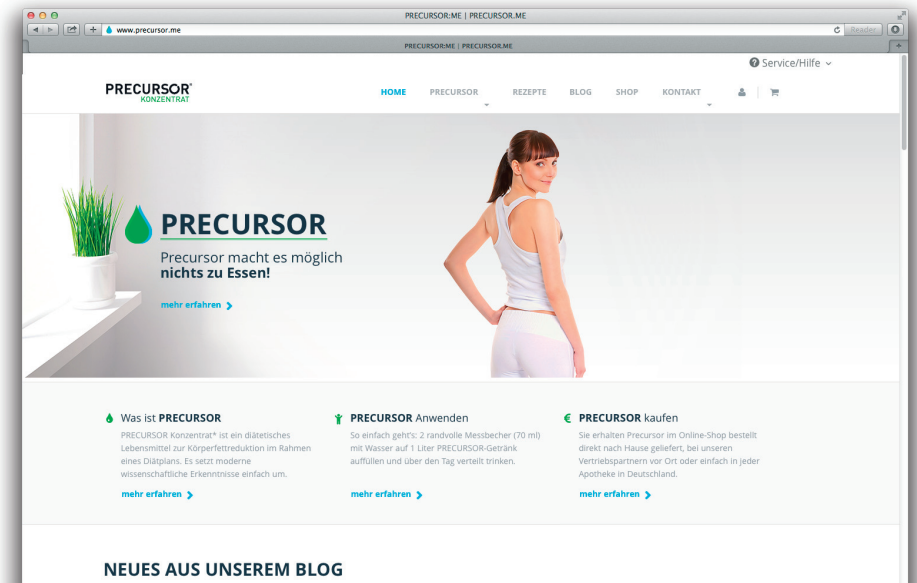 PRECURSOR:ME | PRECURSOR.ME
www.precursor.me
Reader
PRECURSOR:ME | PRECURSOR.ME
Service/Hilfe
PRECURSOR®
KONZENTRAT
HOME PRECURSOR REZEPTE BLOG SHOP KONTAKT
PRECURSOR
Precursor macht es möglich
nichts zu Essen!
mehr erfahren
Was ist PRECURSOR
PRECURSOR Konzentrat* ist ein diätetisches
Lebensmittel zur Körperfettreduktion im Rahmen
eines Diätplans. Es setzt moderne
wissenschaftliche Erkenntnisse einfach um.
mehr erfahren
PRECURSOR Anwenden
So einfach geht's: 2 randvolle Messbecher (70 ml)
mit Wasser auf 1 Liter PRECURSOR-Getränk
auffüllen und über den Tag verteilt trinken.
mehr erfahren
€ PRECURSOR kaufen
Sie erhalten Precursor im Online-Shop bestellt
direkt nach Hause geliefert, bei unseren
Vertriebspartnern vor Ort oder einfach in jeder
Apotheke in Deutschland.
mehr erfahren
NEUES AUS UNSEREM BLOG